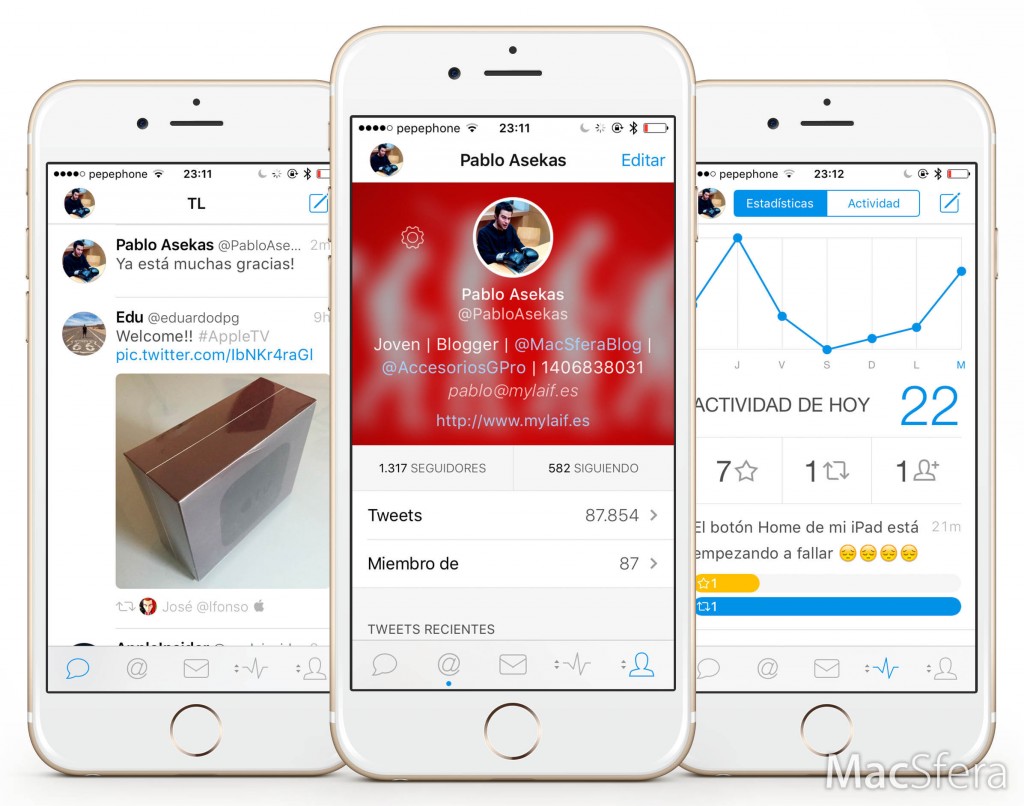 pepephone 23:11
TL
Pablo Asekas @PabloAse... 2m
Ya está muchas gracias!
Edu @eduardodpg 9h
Welcome!! #AppleTV
pic.twitter.com/IbNKr4raGI
José @lfonso
AppleInsider
pepephone 23:11
Pablo Asekas Editar
Pablo Asekas
@PabloAsekas
Joven | Blogger | @MacSferaBlog |
@AccesoriosGPro | 1406838031
pablo@mylaif.es
http://www.mylaif.es
1.317 SEGUIDORES 582 SIGUIENDO
Tweets 87.854
Miembro de 87
TWEETS RECIENTES
pepephone 23:12
Estadísticas Actividad
J V S D L M
ACTIVIDAD DE HOY 22
7 1 1
El botón Home de mi iPad está 21m
empezando a fallar 😔😔😔😔
1
1
MacSfera